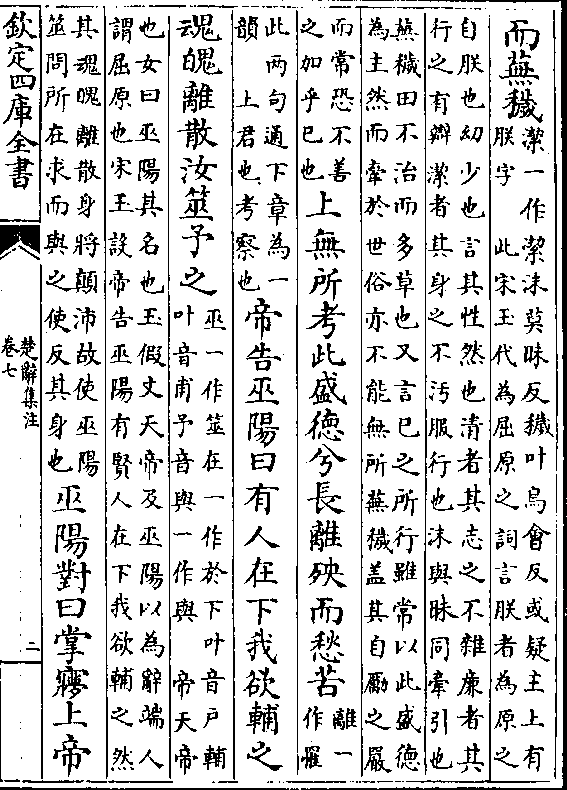 而蕪穢潔一作㓗沬莫昧反穢叶烏會反或疑主上有
朕字 此宋玉代為屈原之詞言朕者為原之
自朕也幼少也言其性然也清者其志之不雜廉者其
行之有辨潔者其身之不汚服行也沬與昧同牽引也
蕪穢田不治而多草也又言已之所行雖常以此盛德
為主然而牽於世俗亦不能無所蕪穢盖其自勵之嚴
而常恐不善
之加乎已也
上無所考此盛德兮長離殃而愁苦離一
作罹
此兩句通下章為一
韻 上君也考察也
帝告巫陽曰有人在下我欲輔之
魂魄離散汝筮予之巫一作筮在一作於下叶音戶輔
叶音甫予音與一作與 帝天帝
也女曰巫陽其名也玉假丈天帝及巫陽以為辭端人
謂屈原也宋玉設帝告巫陽有賢人在下我欲輔之然
其魂魄離散身將顛沛故使巫陽
筮問所在求而與之使反其身也
巫陽對曰掌㝱上帝
欽定四庫全書
楚辭集注
卷七
二